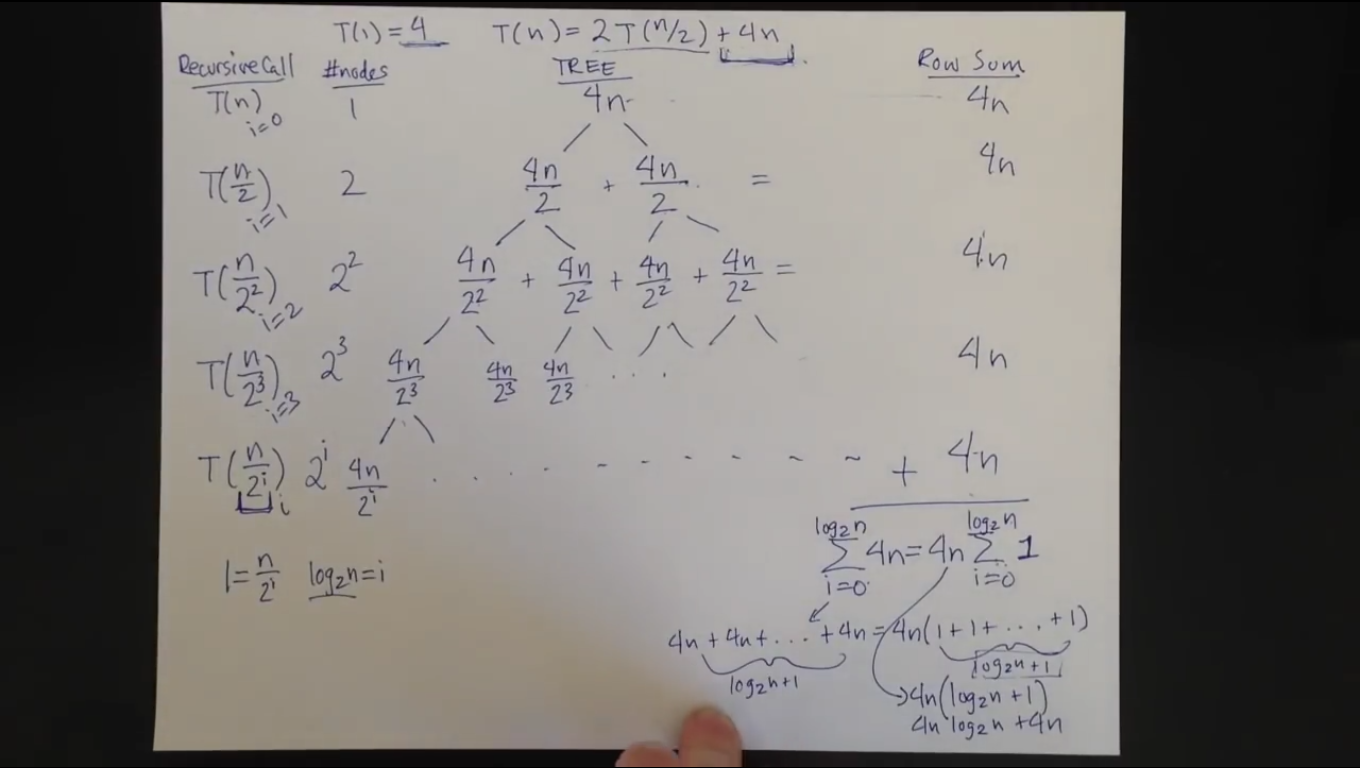 T(1)=4 T(n)=2T(n/2)+4n
Recursive Call #nodes TREE Row Sum
T(n) i=0 1 4n 4n
T(n/2) i=1 2 4n/2 + 4n/2 = 4n
T(n/2²) i=2 2² 4n/2² + 4n/2² + 4n/2² + 4n/2² = 4n
T(n/2³) i=3 2³ 4n/2³ 4n/2³ 4n/2³ ... 4n
T(n/2ⁱ) i 2ⁱ 4n/2ⁱ . . . - - - - - + 4n
log₂n log₂n
∑ 4n = 4n ∑ 1
i=0 i=0
1 = n/2ⁱ log₂n = i
4n + 4n + ... + 4n = 4n(1+1+ ... +1)
log₂n+1 log₂n+1
4n(log₂n+1)
4n log₂n + 4n